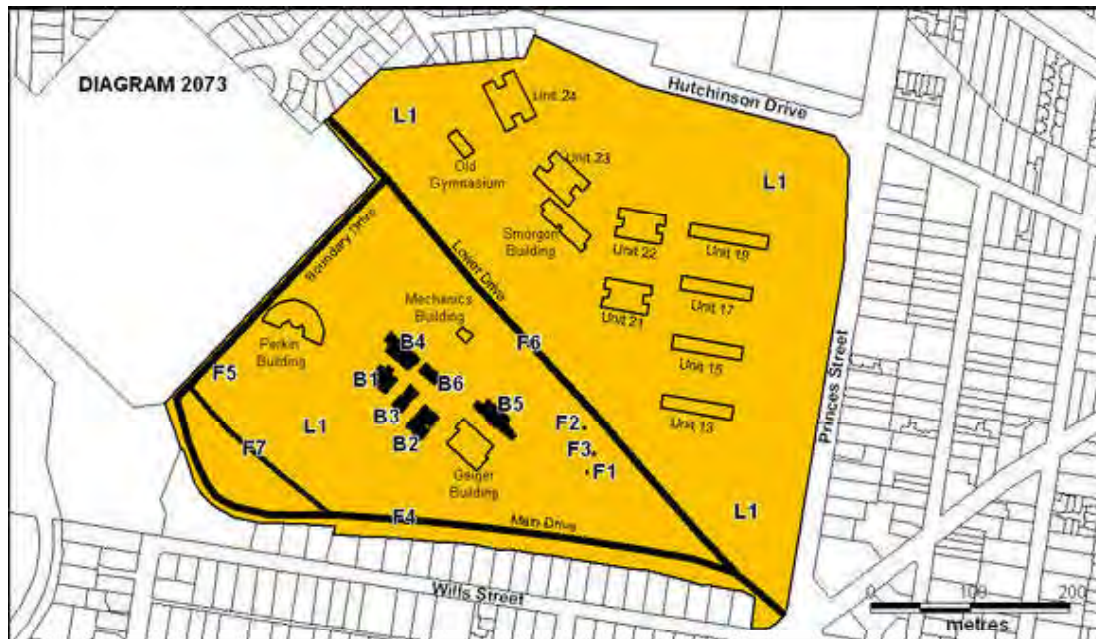 DIAGRAM 2073
Hutchinson Drive
Unit 24
L1
Old
Gymnasium
Unit 23
L1
Smorgon
Building
Unit 22
Unit 19
Boundary Drive
Lower Drive
Unit 21
Unit 17
Mechanics
Building
F6
Unit 15
Perkin
Building
B4
F5
B1
B6
B3
B5
Unit 13
Princes Street
L1
B2
F2
F3
F1
F7
Geiger
Building
L1
F4
Main Drive
Wills Street
0 100 200
metres